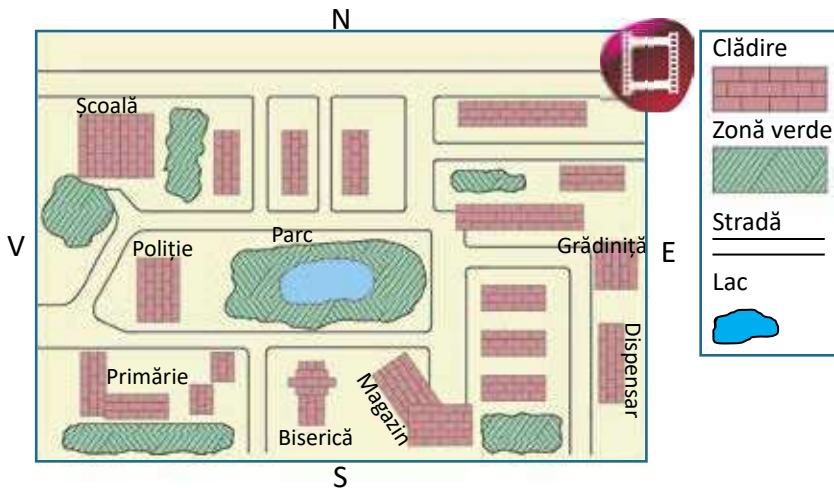 N
Clădire
Școală
Zonă verde
Stradă
V
Poliție
Parc
Grădiniță
E
Lac
Primărie
Biserică
Magazin
Dispensar
S